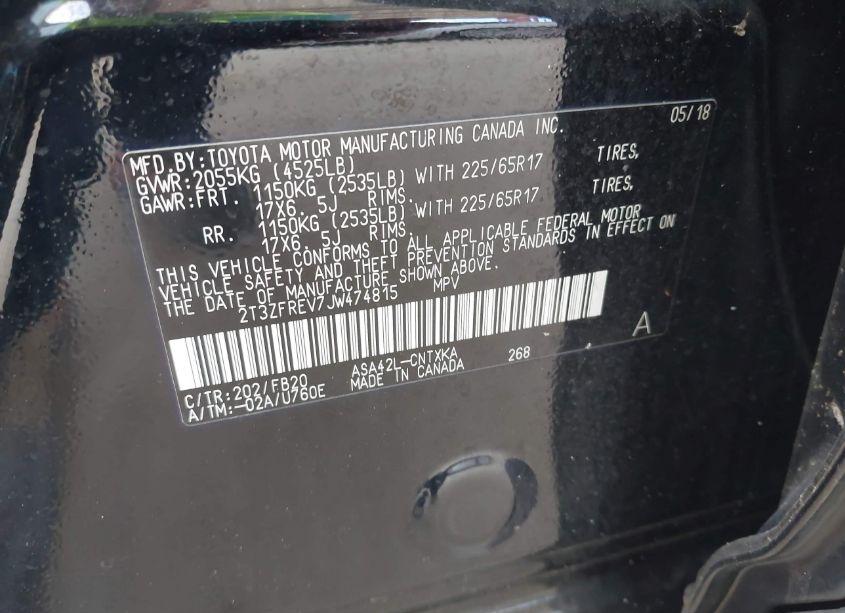 05/18
MFD.BY:TOYOTA MOTOR MANUFACTURING CANADA INC.
GVWR:2055KG (4525LB)
GAWR:FRT. 1150KG (2535LB) WITH 225/65R17 TIRES,
17X6.5J RIMS.
RR. 1150KG (2535LB) WITH 225/65R17 TIRES,
17X6.5J RIMS.
THIS VEHICLE CONFORMS TO ALL APPLICABLE FEDERAL MOTOR
VEHICLE SAFETY AND THEFT PREVENTION STANDARDS IN EFFECT ON
THE DATE OF MANUFACTURE SHOWN ABOVE.
2T3ZFREV7JW474815 MPV
A
C/TR:202/FB20 ASA42L-CNTXKA 268
A/TM:-02A/U760E MADE IN CANADA